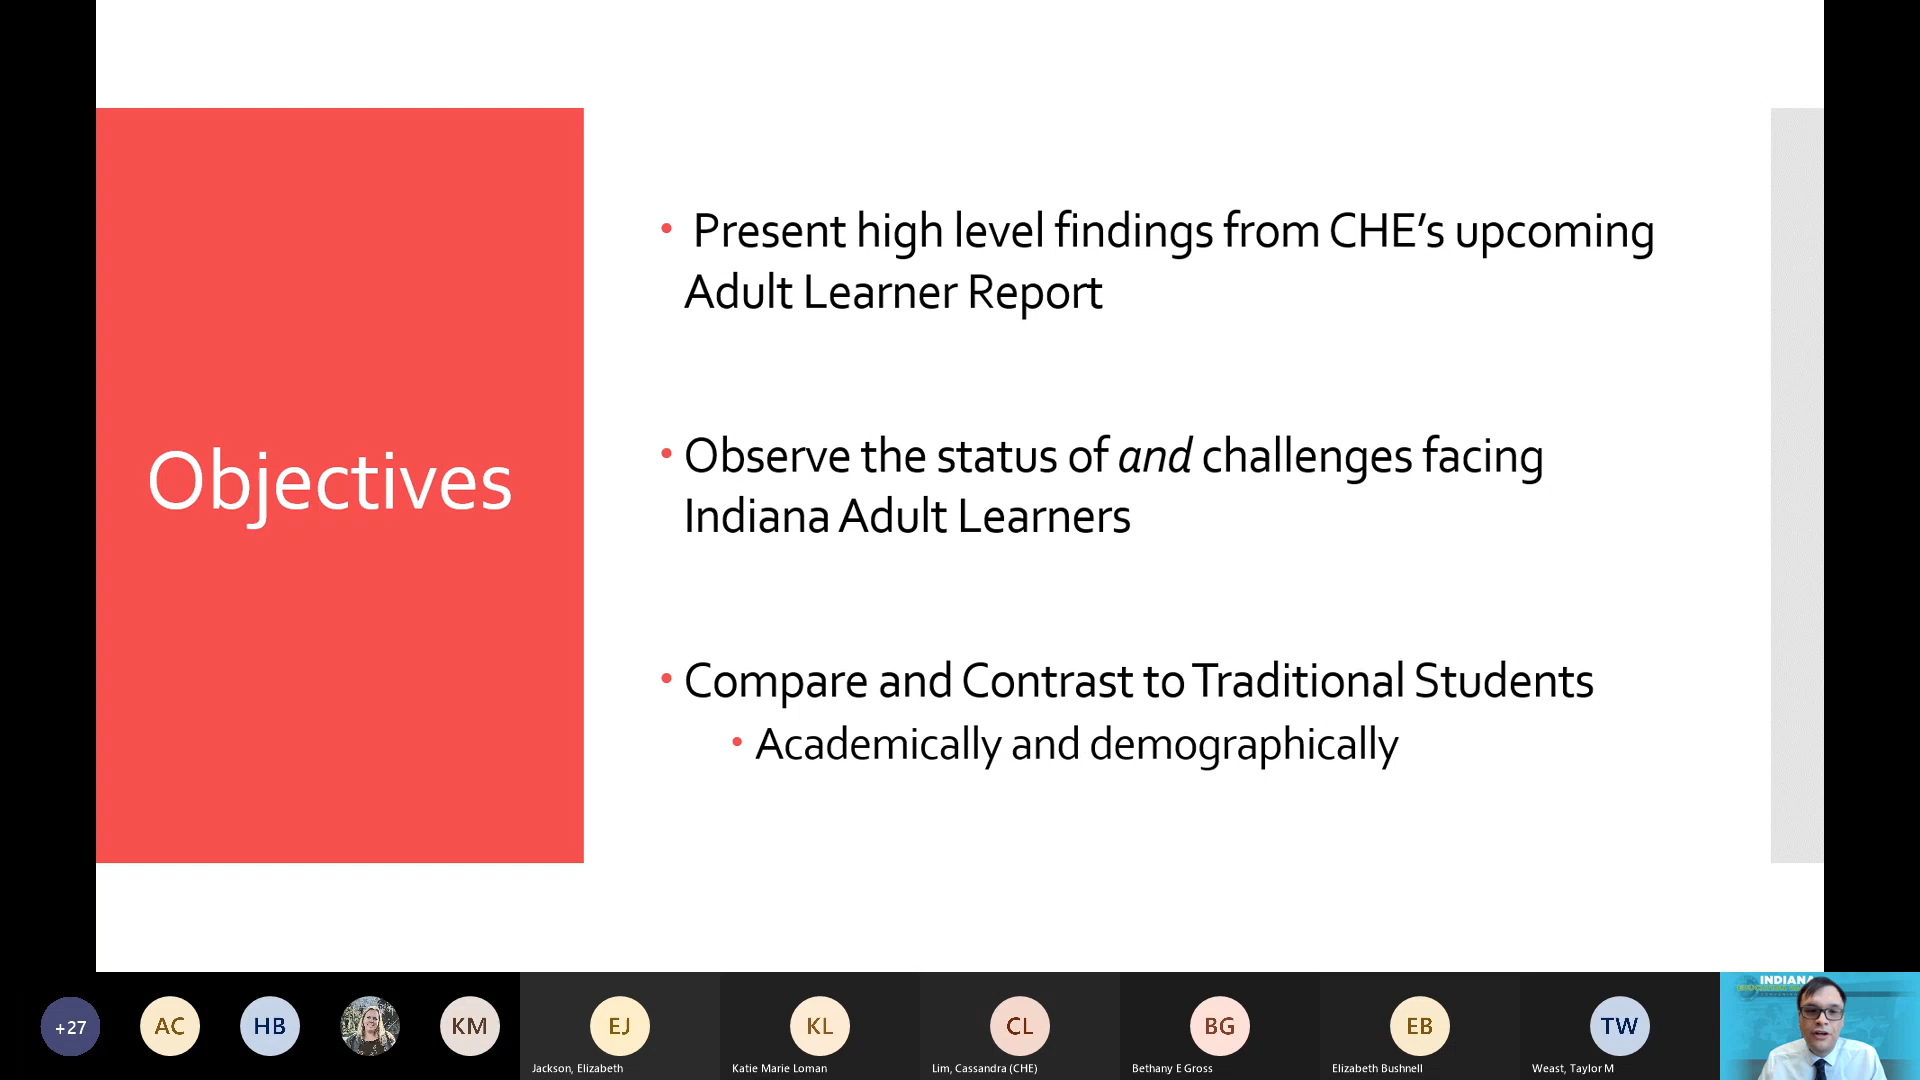 Objectives
• Present high level findings from CHE’s upcoming
Adult Learner Report
• Observe the status of and challenges facing
Indiana Adult Learners
• Compare and Contrast to Traditional Students
• Academically and demographically
+27
AC
HB
KM
EJ
Jackson, Elizabeth
KL
Katie Marie Loman
CL
Lim, Cassandra (CHE)
BG
Bethany E Gross
EB
Elizabeth Bushnell
TW
Weast, Taylor M
INDIANA